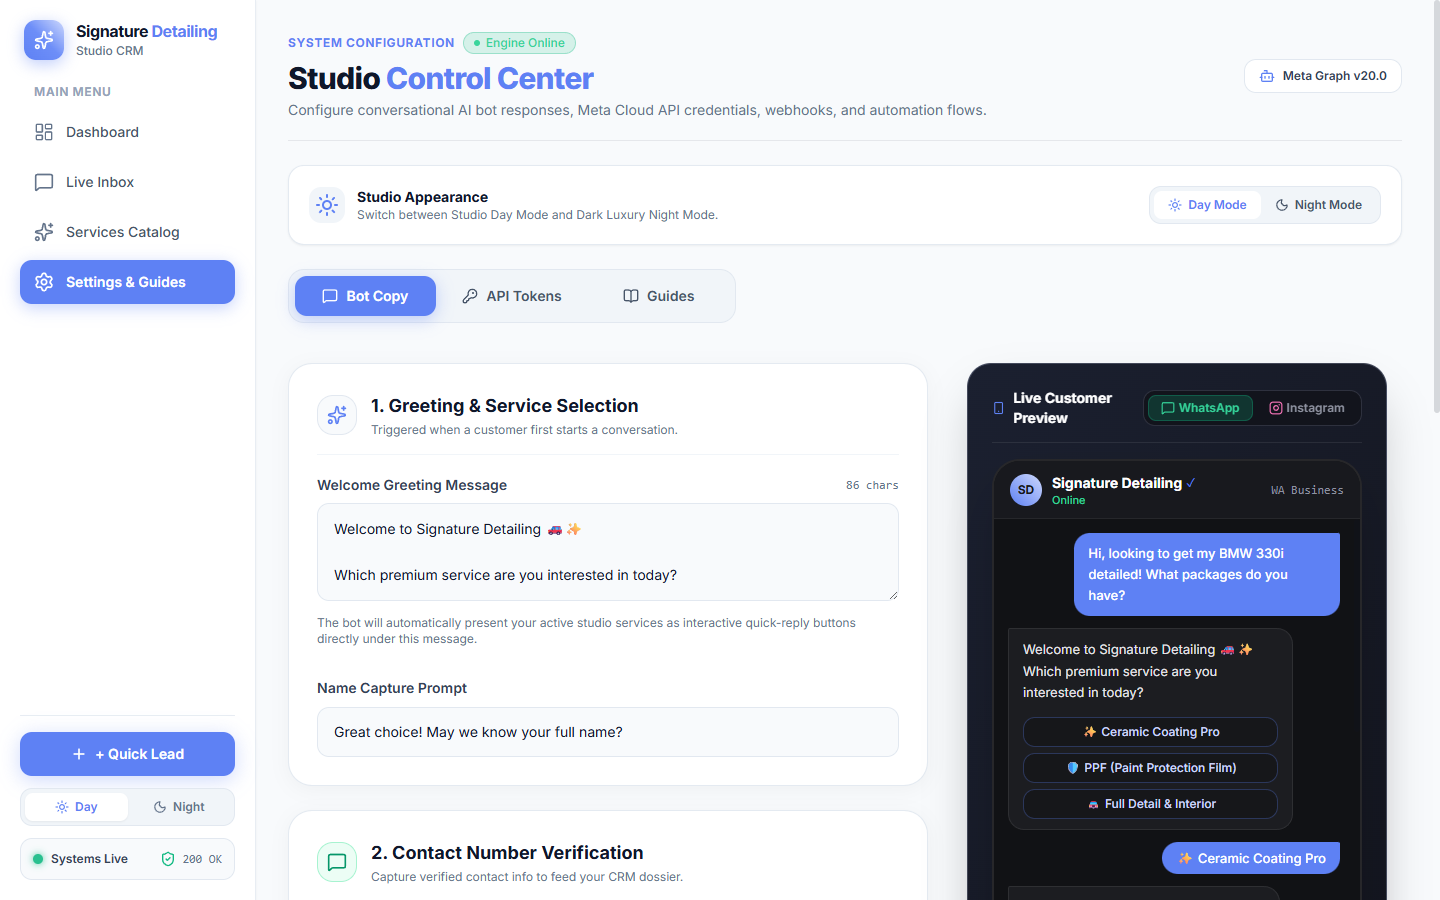 Signature Detailing
Studio CRM
MAIN MENU
Dashboard
Live Inbox
Services Catalog
Settings & Guides
+ Quick Lead
Day
Night
Systems Live
200 OK
SYSTEM CONFIGURATION
Engine Online
Studio Control Center
Configure conversational AI bot responses, Meta Cloud API credentials, webhooks, and automation flows.
Meta Graph v20.0
Studio Appearance
Switch between Studio Day Mode and Dark Luxury Night Mode.
Day Mode
Night Mode
Bot Copy
API Tokens
Guides
1. Greeting & Service Selection
Triggered when a customer first starts a conversation.
Welcome Greeting Message
86 chars
Welcome to Signature Detailing 🚗 ✨
Which premium service are you interested in today?
The bot will automatically present your active studio services as interactive quick-reply buttons
directly under this message.
Name Capture Prompt
Great choice! May we know your full name?
2. Contact Number Verification
Capture verified contact info to feed your CRM dossier.
Live Customer
Preview
WhatsApp
Instagram
SD
Signature Detailing ✓
Online
WA Business
Hi, looking to get my BMW 330i
detailed! What packages do you
have?
Welcome to Signature Detailing 🚗 ✨
Which premium service are you
interested in today?
✨ Ceramic Coating Pro
🛡️ PPF (Paint Protection Film)
🚘 Full Detail & Interior
✨ Ceramic Coating Pro